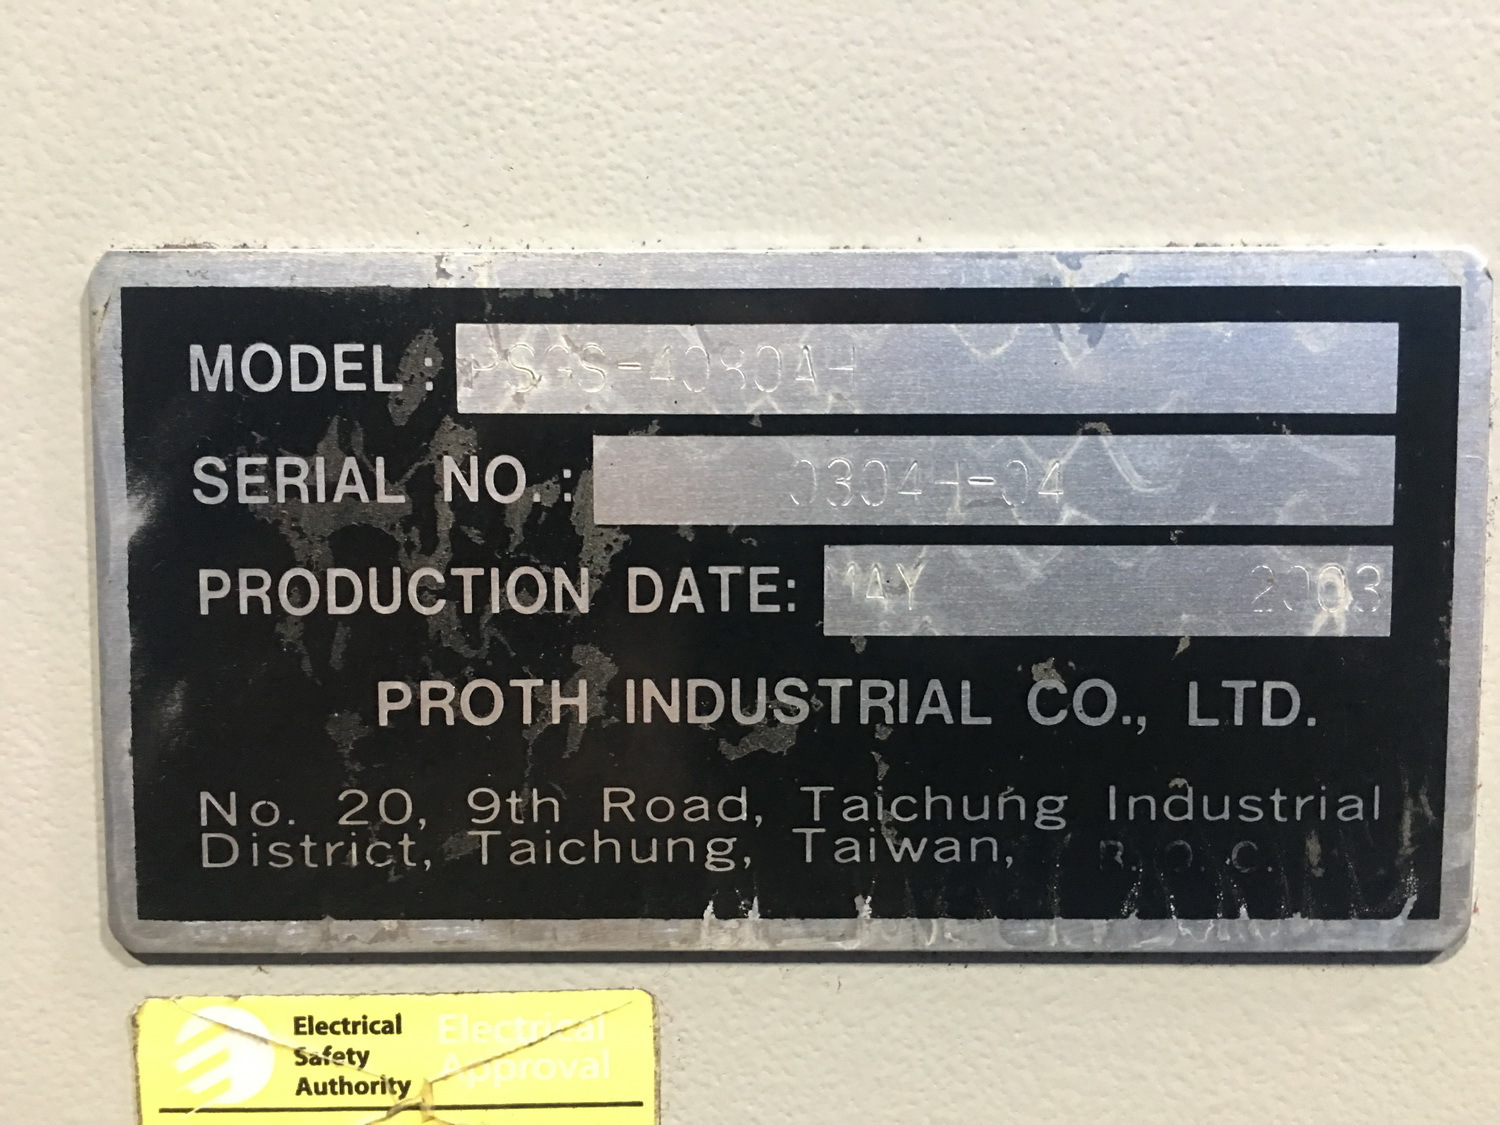 MODEL: PSGS-4080AH
SERIAL NO.: 0304H-04
PRODUCTION DATE: MAY 2003
PROTH INDUSTRIAL CO., LTD.
No. 20, 9th Road, Taichung Industrial
District, Taichung, Taiwan, R.O.C.
Electrical
Safety
Authority
Electrical
Approval